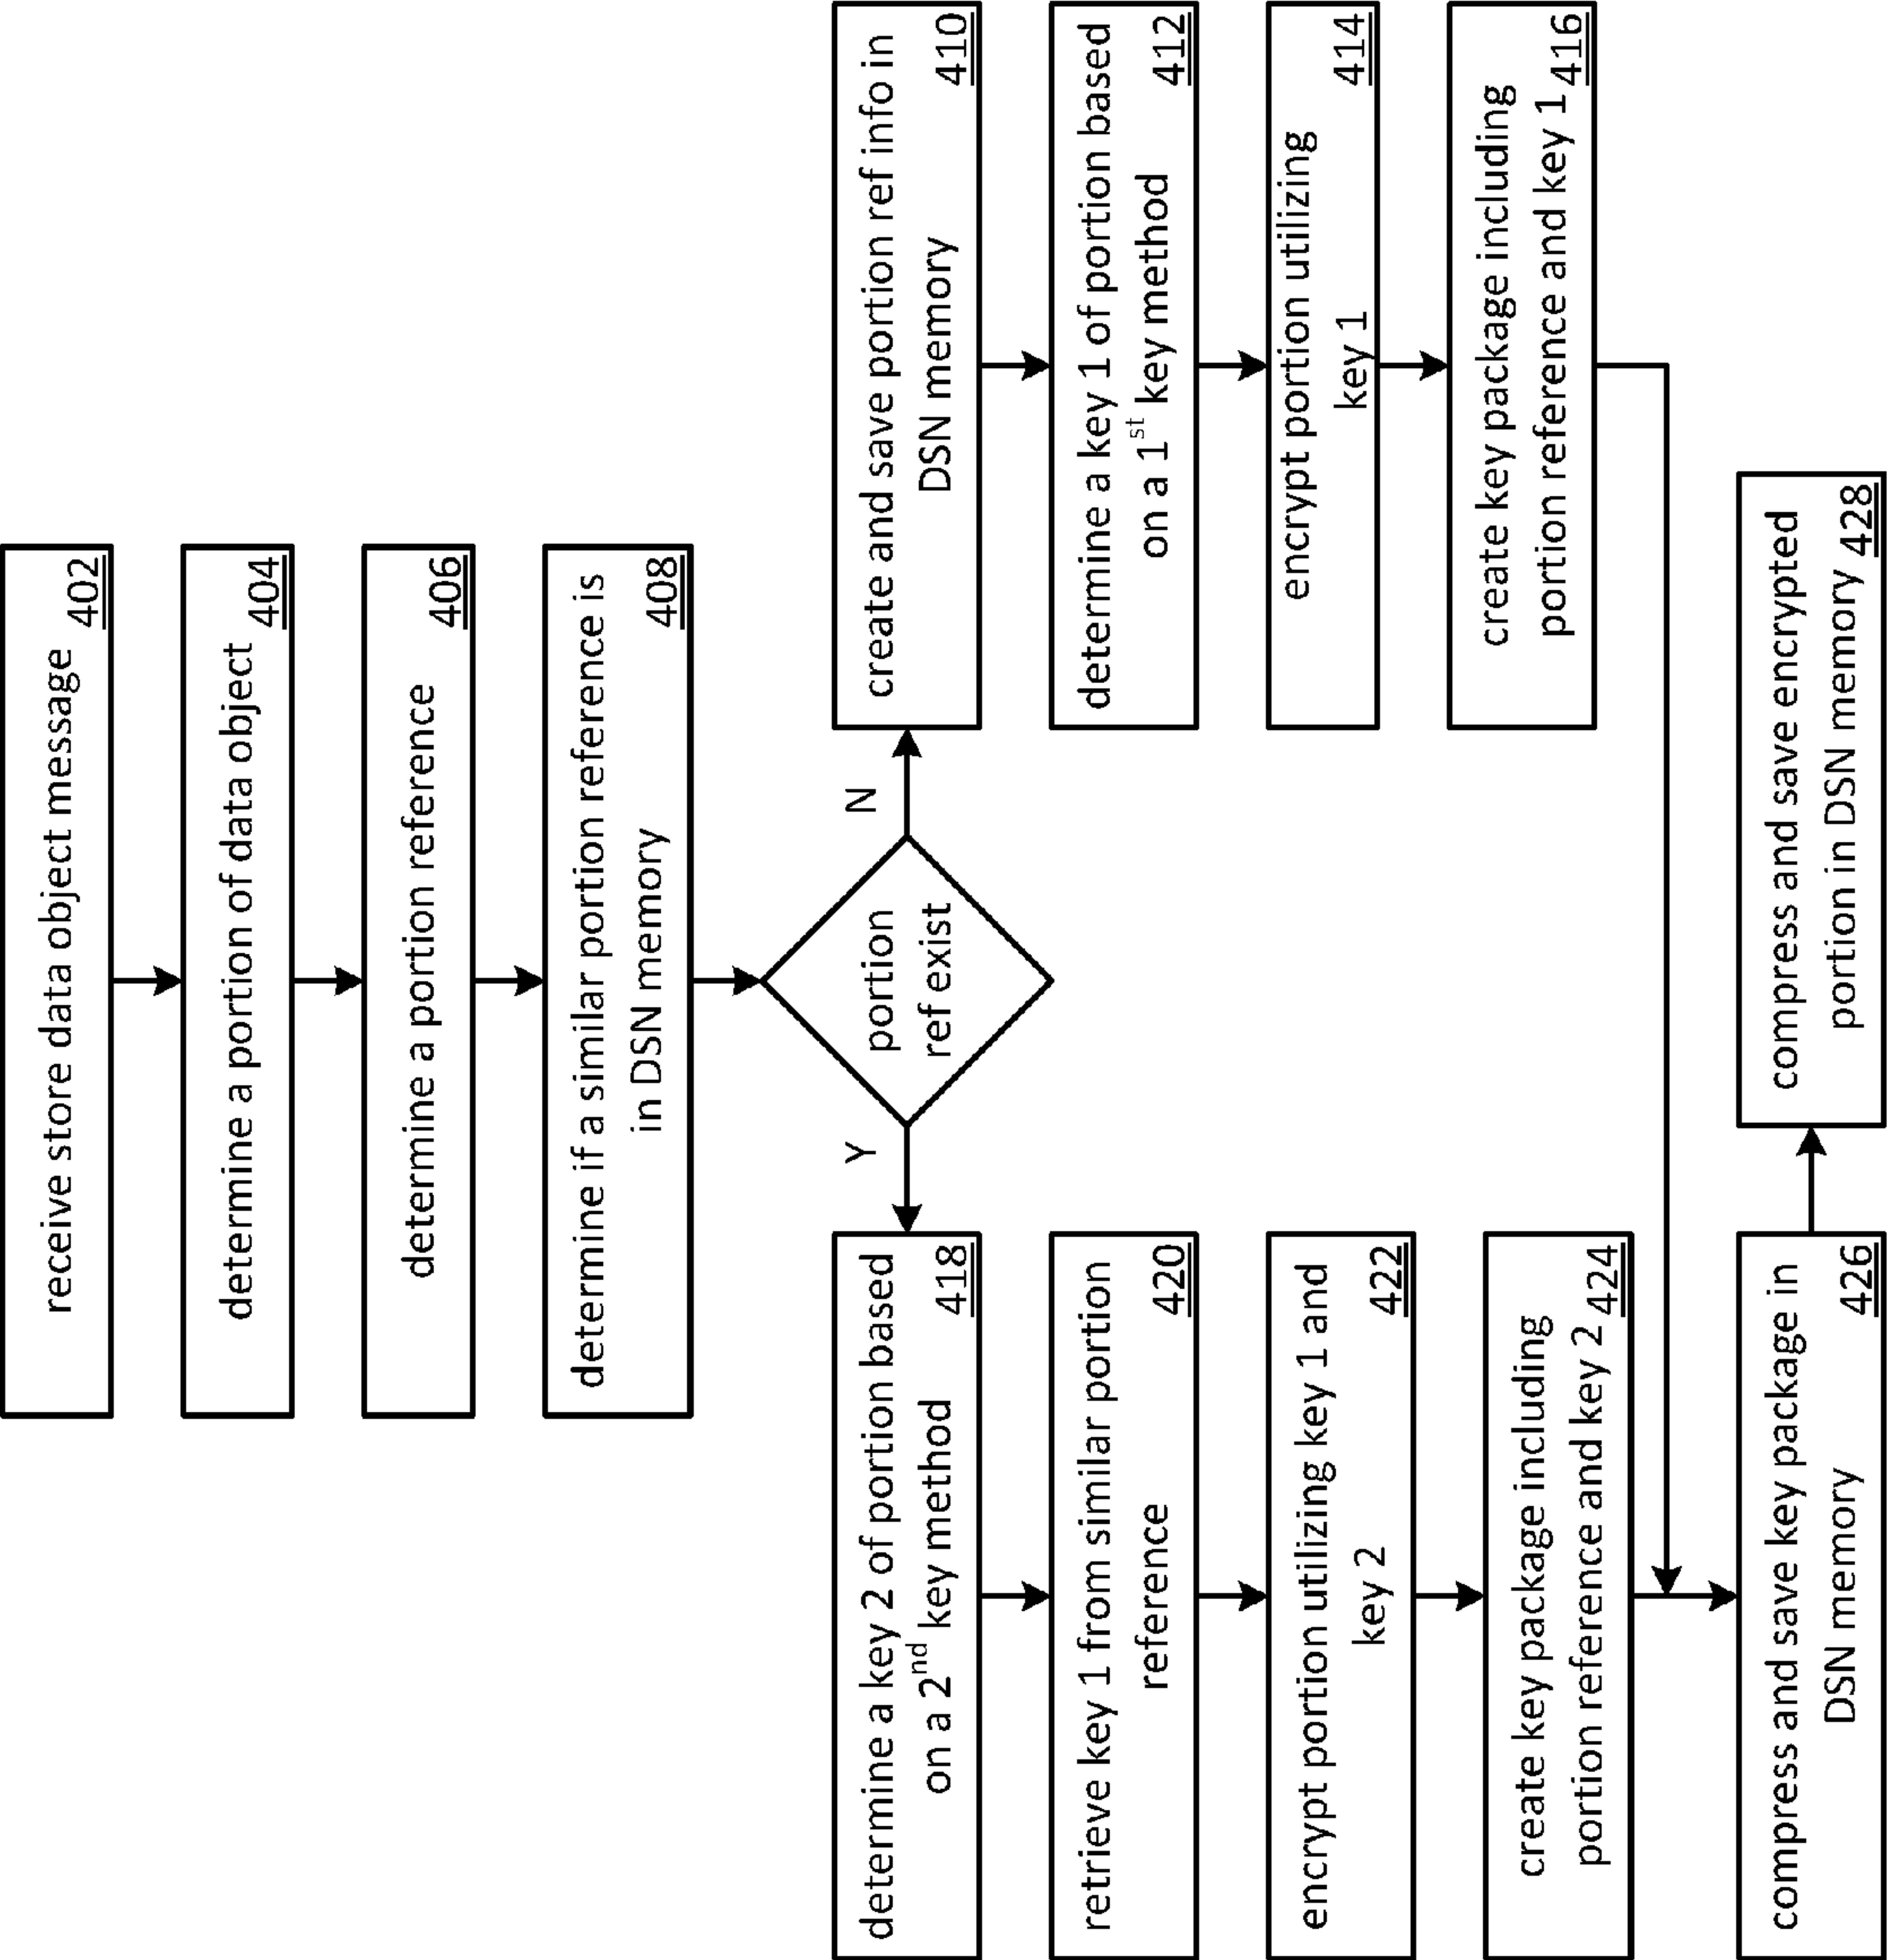 receive store data object message
402
determine a portion of data object
404
determine a portion reference
406
determine if a similar portion reference is
in DSN memory
408
portion
ref exist
Y
N
determine a key 2 of portion based
on a 2nd key method
418
retrieve key 1 from similar portion
reference
420
encrypt portion utilizing key 1 and
key 2
422
create key package including
portion reference and key 2
424
create and save portion ref info in
DSN memory
410
determine a key 1 of portion based
on a 1st key method
412
encrypt portion utilizing
key 1
414
create key package including
portion reference and key 1
416
compress and save key package in
DSN memory
426
compress and save encrypted
portion in DSN memory
428